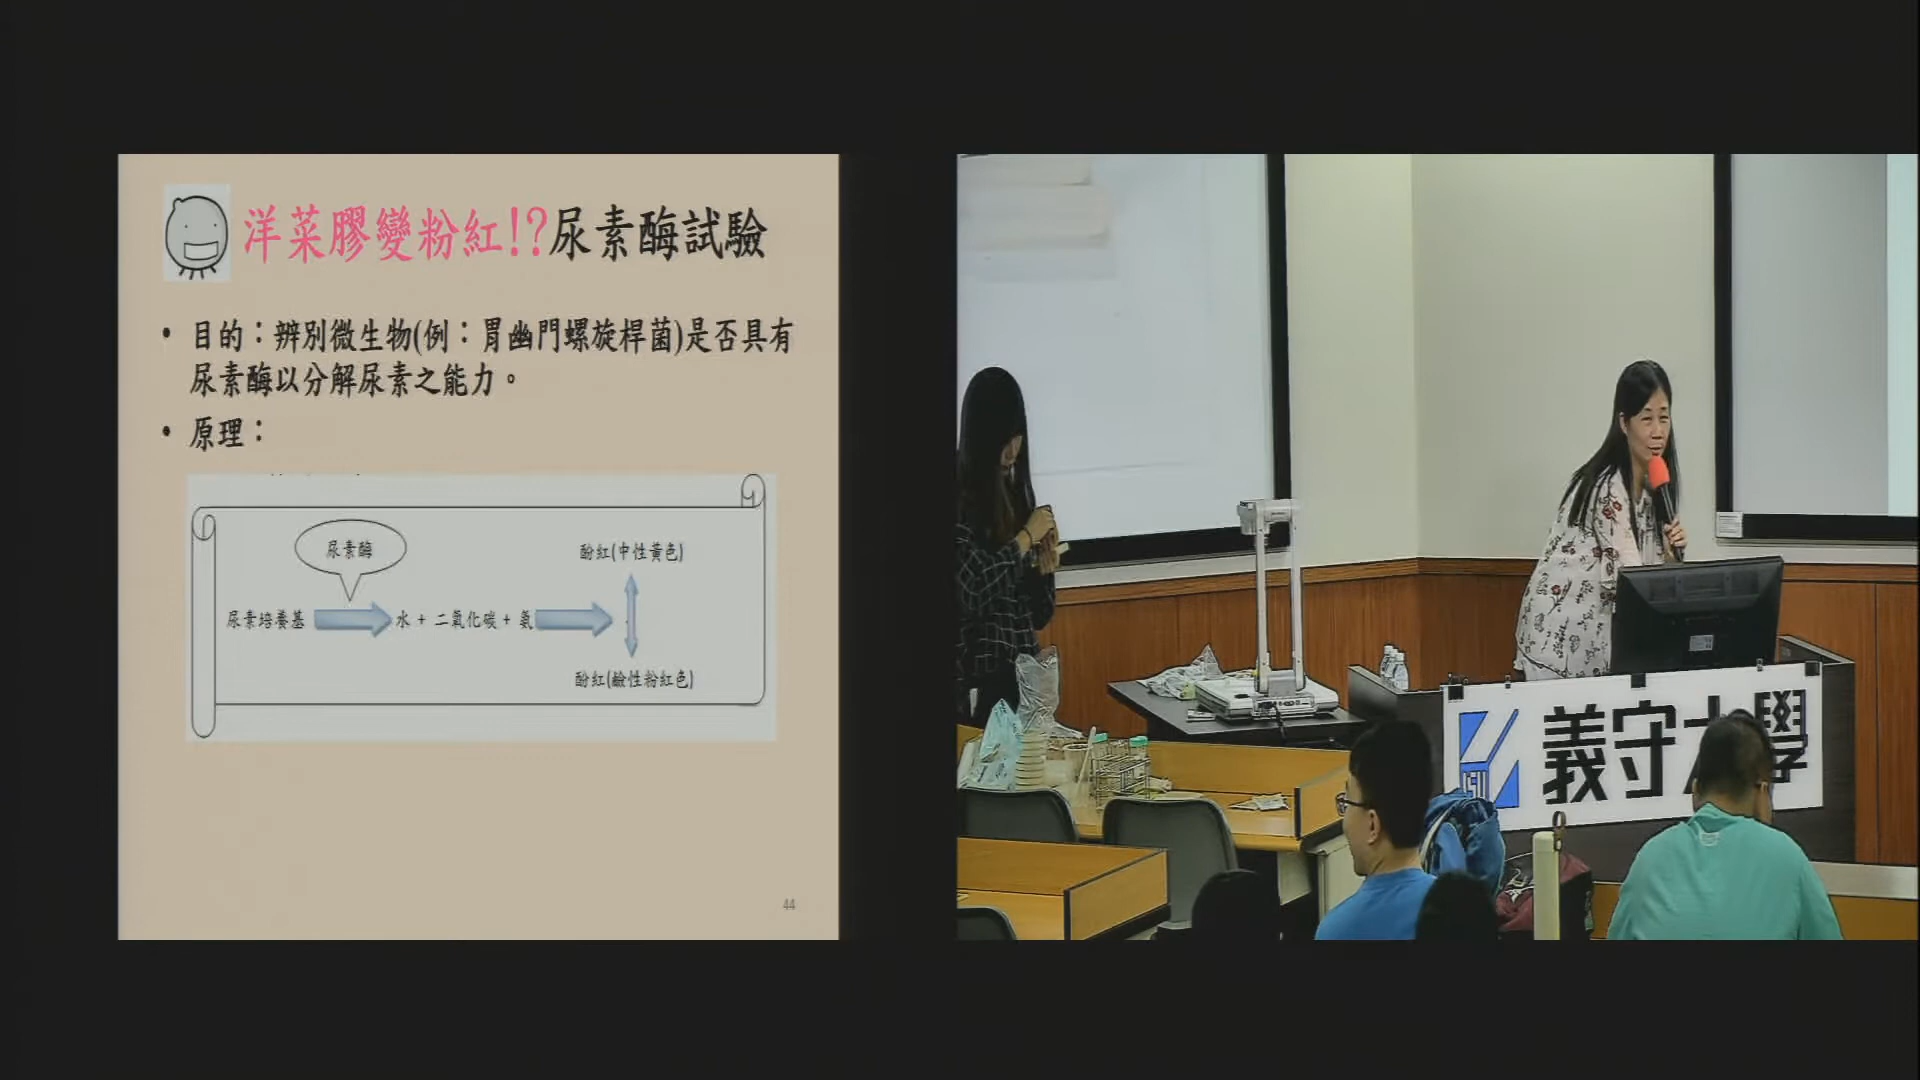 洋菜膠變粉紅!?尿素酶試驗
• 目的：辨別微生物(例：胃幽門螺旋桿菌)是否具有
尿素酶以分解尿素之能力。
• 原理：
尿素酶
酚紅(中性黃色)
尿素培養基
水 + 二氧化碳 + 氨
酚紅(鹼性粉紅色)
44
義守大學